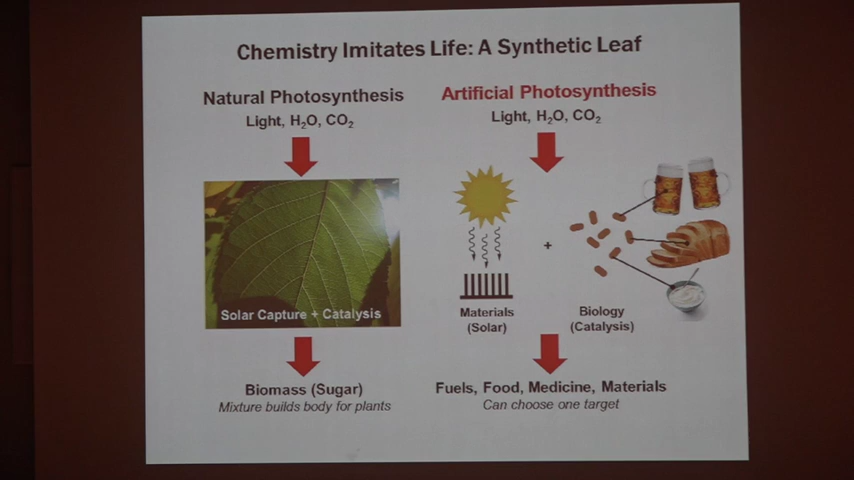 Chemistry Imitates Life: A Synthetic Leaf
Natural Photosynthesis
Light, H₂O, CO₂
Solar Capture + Catalysis
Biomass (Sugar)
Mixture builds body for plants
Artificial Photosynthesis
Light, H₂O, CO₂
+
Materials
(Solar)
Biology
(Catalysis)
Fuels, Food, Medicine, Materials
Can choose one target